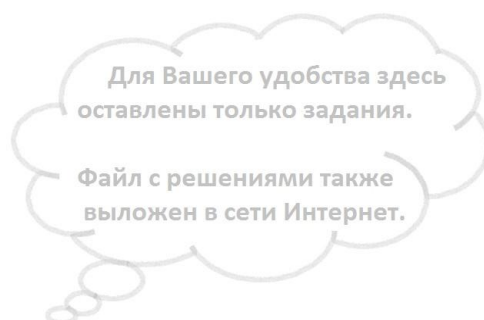 Для Вашего удобства здесь
оставлены только задания.
Файл с решениями также
выложен в сети Интернет.